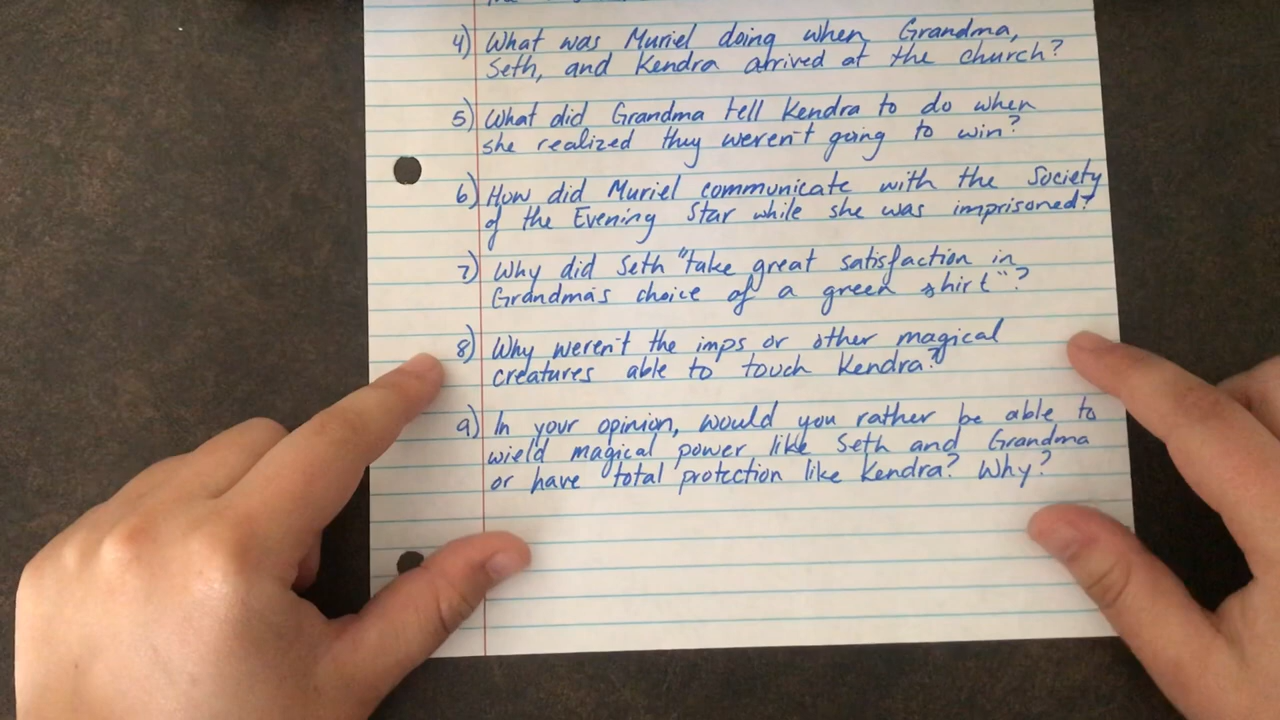 4) What was Muriel doing when Grandma,
Seth, and Kendra arrived at the church?
5) What did Grandma tell Kendra to do when
she realized they weren't going to win?
6) How did Muriel communicate with the Society
of the Evening Star while she was imprisoned?
7) Why did Seth "take great satisfaction in
Grandma's choice of a green shirt"?
8) Why weren't the imps or other magical
creatures able to touch Kendra?
9) In your opinion, would you rather be able to
wield magical power like Seth and Grandma
or have total protection like Kendra? Why?